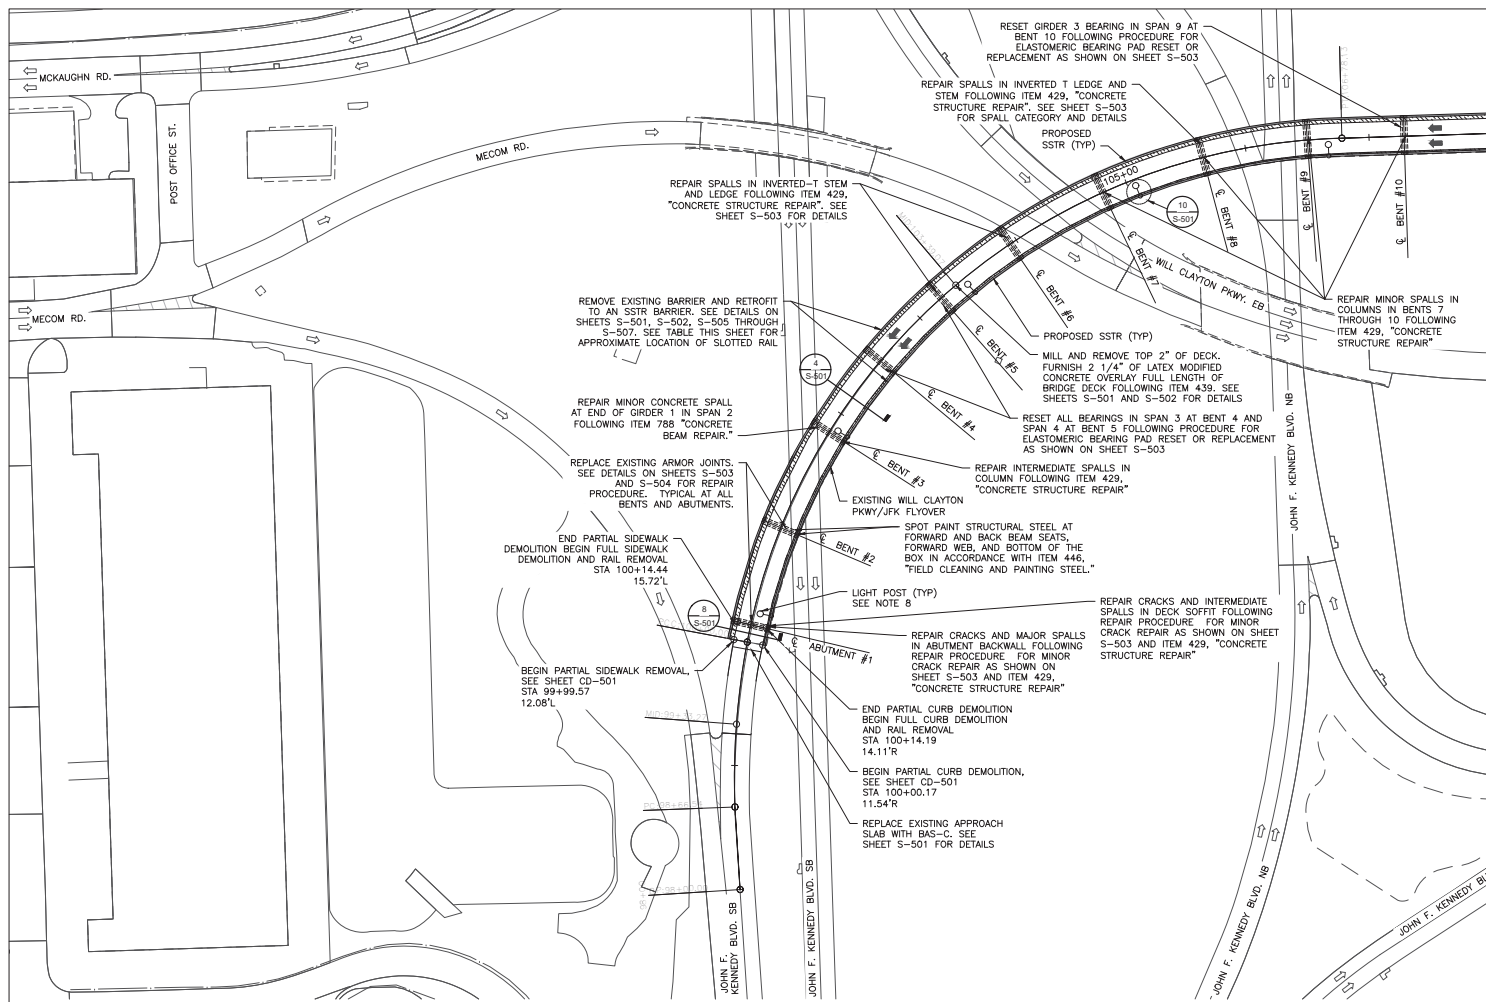 RESET GIRDER 3 BEARING IN SPAN 9 AT
BENT 10 FOLLOWING PROCEDURE FOR
ELASTOMERIC BEARING PAD RESET OR
REPLACEMENT AS SHOWN ON SHEET S-503
MCKAUGHN RD.
REPAIR SPALLS IN INVERTED T LEDGE AND
STEM FOLLOWING ITEM 429, "CONCRETE
STRUCTURE REPAIR". SEE SHEET S-503
FOR SPALL CATEGORY AND DETAILS
PROPOSED
SSTR (TYP)
POST OFFICE ST.
MECOM RD.
105+00
REPAIR SPALLS IN INVERTED-T STEM
AND LEDGE FOLLOWING ITEM 429,
"CONCRETE STRUCTURE REPAIR". SEE
SHEET S-503 FOR DETAILS
10
S-501
BENT #10
BENT #9
BENT #8
BENT #7
BENT #6
BENT #5
BENT #4
BENT #3
BENT #2
ABUTMENT #1
WILL CLAYTON PKWY. EB
REPAIR MINOR SPALLS IN
COLUMNS IN BENTS 7
THROUGH 10 FOLLOWING
ITEM 429, "CONCRETE
STRUCTURE REPAIR"
MECOM RD.
REMOVE EXISTING BARRIER AND RETROFIT
TO AN SSTR BARRIER. SEE DETAILS ON
SHEETS S-501, S-502, S-505 THROUGH
S-507. SEE TABLE THIS SHEET FOR
APPROXIMATE LOCATION OF SLOTTED RAIL
PROPOSED SSTR (TYP)
MILL AND REMOVE TOP 2" OF DECK.
FURNISH 2 1/4" OF LATEX MODIFIED
CONCRETE OVERLAY FULL LENGTH OF
BRIDGE DECK FOLLOWING ITEM 439. SEE
SHEETS S-501 AND S-502 FOR DETAILS
4
S-501
REPAIR MINOR CONCRETE SPALL
AT END OF GIRDER 1 IN SPAN 2
FOLLOWING ITEM 788 "CONCRETE
BEAM REPAIR."
RESET ALL BEARINGS IN SPAN 3 AT BENT 4 AND
SPAN 4 AT BENT 5 FOLLOWING PROCEDURE FOR
ELASTOMERIC BEARING PAD RESET OR REPLACEMENT
AS SHOWN ON SHEET S-503
REPLACE EXISTING ARMOR JOINTS.
SEE DETAILS ON SHEETS S-503
AND S-504 FOR REPAIR
PROCEDURE. TYPICAL AT ALL
BENTS AND ABUTMENTS.
REPAIR INTERMEDIATE SPALLS IN
COLUMN FOLLOWING ITEM 429,
"CONCRETE STRUCTURE REPAIR"
EXISTING WILL CLAYTON
PKWY/JFK FLYOVER
SPOT PAINT STRUCTURAL STEEL AT
FORWARD AND BACK BEAM SEATS,
FORWARD WEB, AND BOTTOM OF THE
BOX IN ACCORDANCE WITH ITEM 446,
"FIELD CLEANING AND PAINTING STEEL."
END PARTIAL SIDEWALK
DEMOLITION BEGIN FULL SIDEWALK
DEMOLITION AND RAIL REMOVAL
STA 100+14.44
15.72'L
LIGHT POST (TYP)
SEE NOTE 8
8
S-501
REPAIR CRACKS AND INTERMEDIATE
SPALLS IN DECK SOFFIT FOLLOWING
REPAIR PROCEDURE FOR MINOR
CRACK REPAIR AS SHOWN ON SHEET
S-503 AND ITEM 429, "CONCRETE
STRUCTURE REPAIR"
REPAIR CRACKS AND MAJOR SPALLS
IN ABUTMENT BACKWALL FOLLOWING
REPAIR PROCEDURE FOR MINOR
CRACK REPAIR AS SHOWN ON
SHEET S-503 AND ITEM 429,
"CONCRETE STRUCTURE REPAIR"
BEGIN PARTIAL SIDEWALK REMOVAL,
SEE SHEET CD-501
STA 99+99.57
12.08'L
END PARTIAL CURB DEMOLITION
BEGIN FULL CURB DEMOLITION
AND RAIL REMOVAL
STA 100+14.19
14.11'R
BEGIN PARTIAL CURB DEMOLITION,
SEE SHEET CD-501
STA 100+00.17
11.54'R
REPLACE EXISTING APPROACH
SLAB WITH BAS-C. SEE
SHEET S-501 FOR DETAILS
JOHN F. KENNEDY BLVD. NB
JOHN F.
KENNEDY BLVD. SB
JOHN F. KENNEDY BLVD. SB
JOHN F. KENNEDY BLVD. NB
JOHN F. KENNEDY